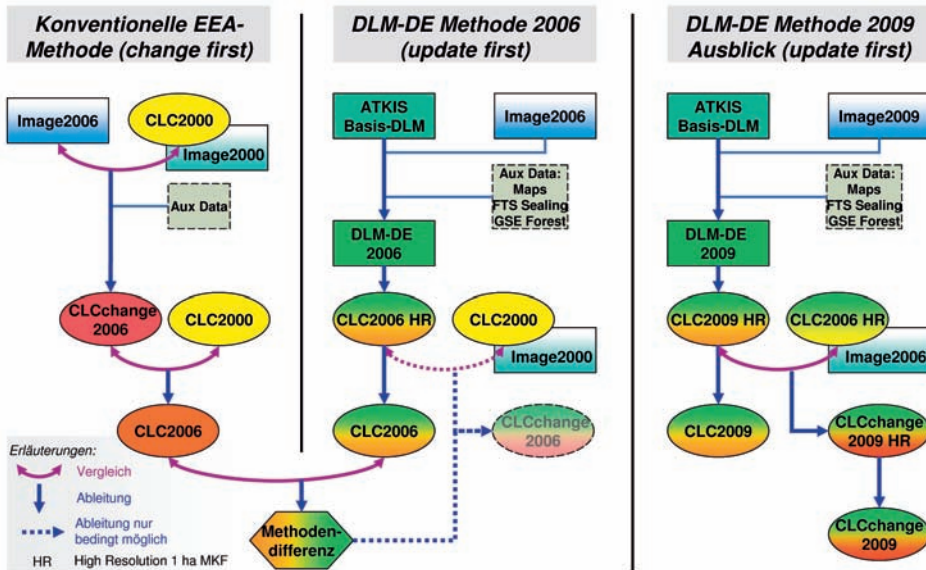 Konventionelle EEA-
Methode (change first)
Image2006
CLC2000
Image2000
Aux Data
CLCchange
2006
CLC2000
CLC2006
Erläuterungen:
Vergleich
Ableitung
Ableitung nur
bedingt möglich
HR High Resolution 1 ha MKF
DLM-DE Methode 2006
(update first)
ATKIS
Basis-DLM
Image2006
Aux Data:
Maps
FTS Sealing
GSE Forest
DLM-DE
2006
CLC2006 HR
CLC2000
Image2000
CLC2006
CLCchange
2006
Methoden-
differenz
DLM-DE Methode 2009
Ausblick (update first)
ATKIS
Basis-DLM
Image2009
Aux Data:
Maps
FTS Sealing
GSE Forest
DLM-DE
2009
CLC2009 HR
CLC2006 HR
Image2006
CLC2009
CLCchange
2009 HR
CLCchange
2009